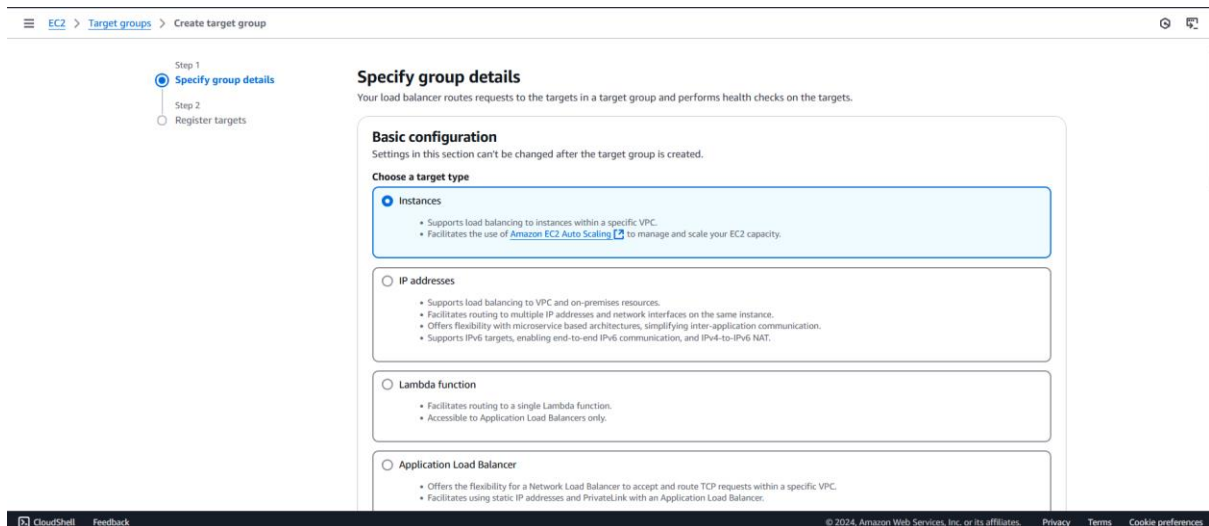 EC2 > Target groups > Create target group
Step 1
Specify group details
Step 2
Register targets
Specify group details
Your load balancer routes requests to the targets in a target group and performs health checks on the targets.
Basic configuration
Settings in this section can't be changed after the target group is created.
Choose a target type
Instances
• Supports load balancing to instances within a specific VPC.
• Facilitates the use of Amazon EC2 Auto Scaling to manage and scale your EC2 capacity.
IP addresses
• Supports load balancing to VPC and on-premises resources.
• Facilitates routing to multiple IP addresses and network interfaces on the same instance.
• Offers flexibility with microservice based architectures, simplifying inter-application communication.
• Supports IPv6 targets, enabling end-to-end IPv6 communication, and IPv4-to-IPv6 NAT.
Lambda function
• Facilitates routing to a single Lambda function.
• Accessible to Application Load Balancers only.
Application Load Balancer
• Offers the flexibility for a Network Load Balancer to accept and route TCP requests within a specific VPC.
• Facilitates using static IP addresses and PrivateLink with an Application Load Balancer.
CloudShell Feedback © 2024, Amazon Web Services, Inc. or its affiliates. Privacy Terms Cookie preferences